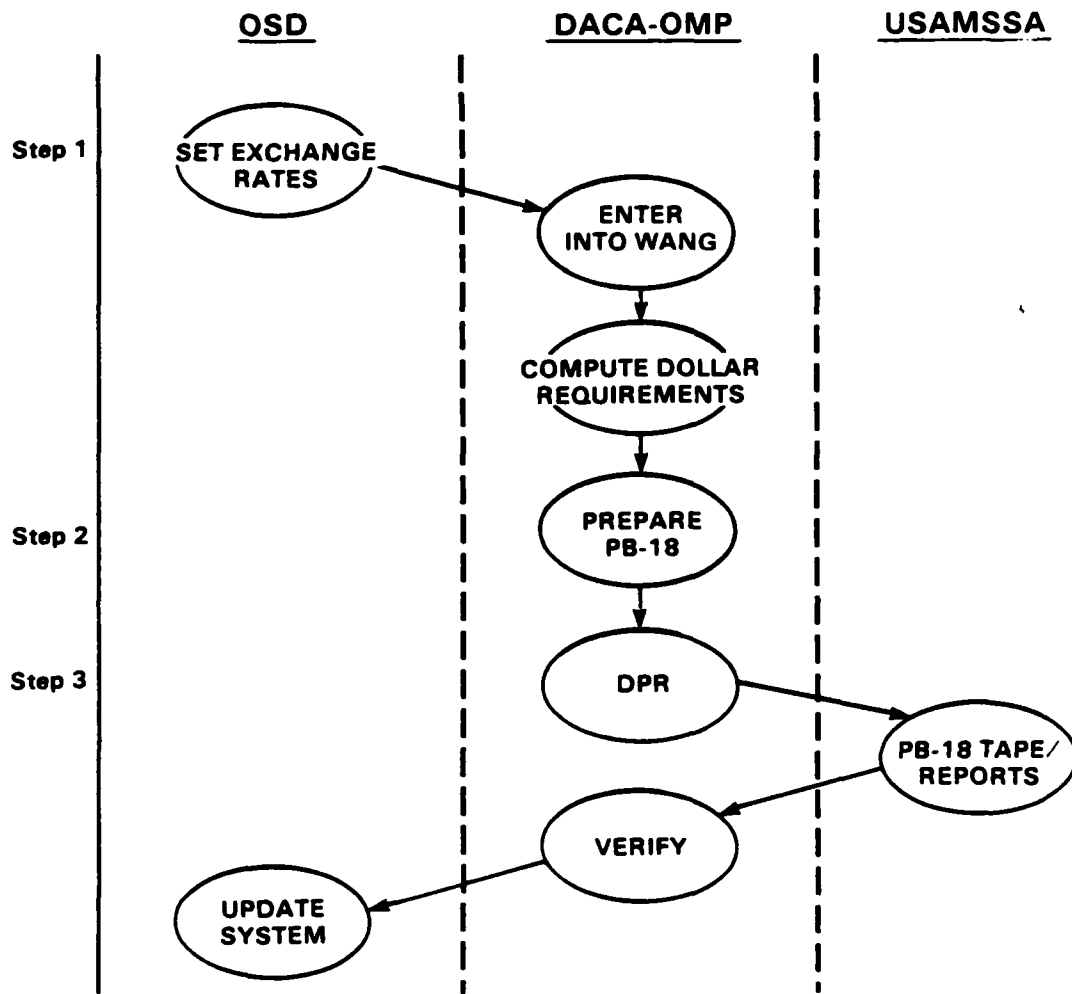 OSD DACA-OMP USAMSSA
Step 1
SET EXCHANGE
RATES
ENTER
INTO WANG
COMPUTE DOLLAR
REQUIREMENTS
Step 2
PREPARE
PB-18
Step 3
DPR
PB-18 TAPE/
REPORTS
VERIFY
UPDATE
SYSTEM